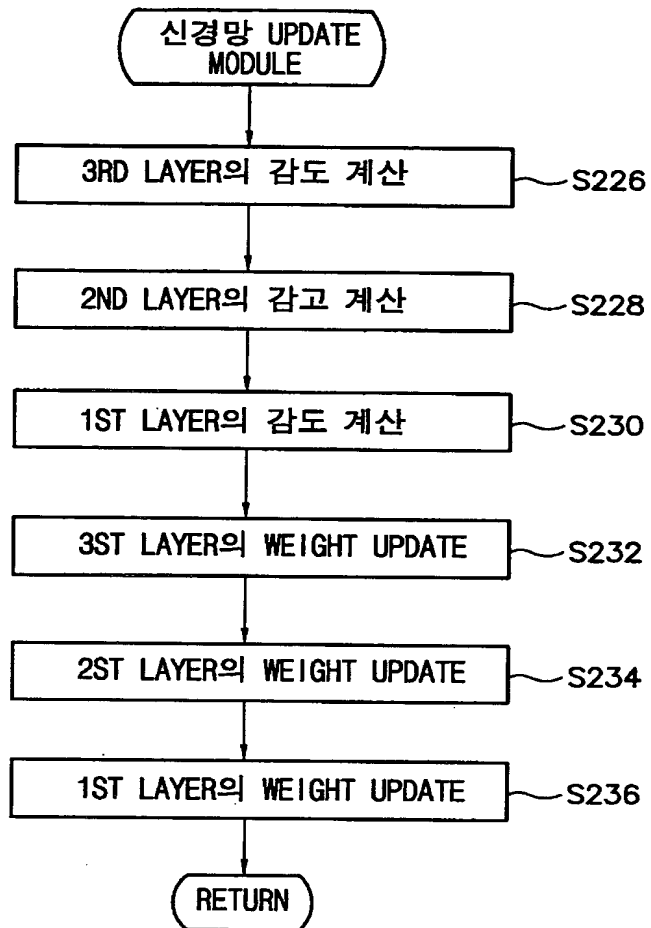 신경망 UPDATE
MODULE
3RD LAYER의 감도 계산
S226
2ND LAYER의 감고 계산
S228
1ST LAYER의 감도 계산
S230
3ST LAYER의 WEIGHT UPDATE
S232
2ST LAYER의 WEIGHT UPDATE
S234
1ST LAYER의 WEIGHT UPDATE
S236
RETURN